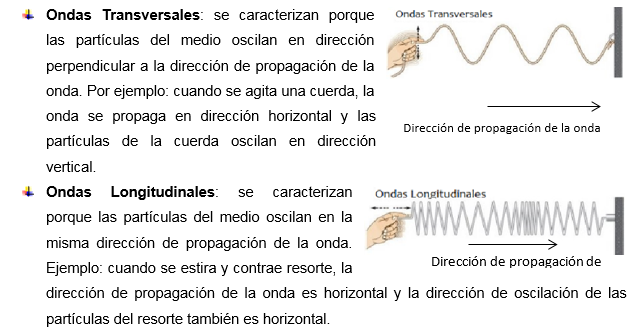 Ondas Transversales: se caracterizan porque
las partículas del medio oscilan en dirección
perpendicular a la dirección de propagación de la
onda. Por ejemplo: cuando se agita una cuerda, la
onda se propaga en dirección horizontal y las
partículas de la cuerda oscilan en dirección
vertical.
Ondas Transversales
Dirección de propagación de la onda
Ondas Longitudinales: se caracterizan
porque las partículas del medio oscilan en la
misma dirección de propagación de la onda.
Ejemplo: cuando se estira y contrae resorte, la
dirección de propagación de la onda es horizontal y la dirección de oscilación de las
partículas del resorte también es horizontal.
Ondas Longitudinales
Dirección de propagación de